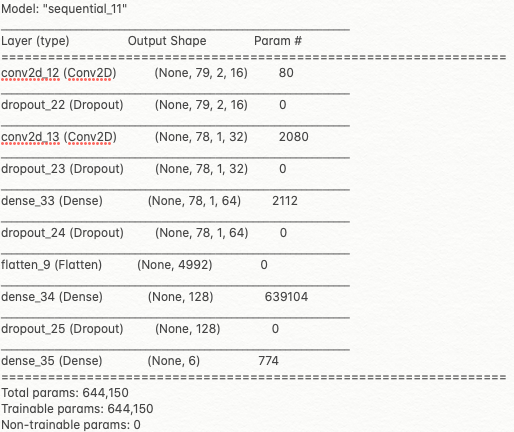 Model: "sequential_11"
_________________________________________________________________
Layer (type)                 Output Shape              Param #
=================================================================
conv2d_12 (Conv2D)           (None, 79, 2, 16)         80
_________________________________________________________________
dropout_22 (Dropout)         (None, 79, 2, 16)         0
_________________________________________________________________
conv2d_13 (Conv2D)           (None, 78, 1, 32)         2080
_________________________________________________________________
dropout_23 (Dropout)         (None, 78, 1, 32)         0
_________________________________________________________________
dense_33 (Dense)             (None, 78, 1, 64)         2112
_________________________________________________________________
dropout_24 (Dropout)         (None, 78, 1, 64)         0
_________________________________________________________________
flatten_9 (Flatten)          (None, 4992)              0
_________________________________________________________________
dense_34 (Dense)             (None, 128)               639104
_________________________________________________________________
dropout_25 (Dropout)         (None, 128)               0
_________________________________________________________________
dense_35 (Dense)             (None, 6)                 774
=================================================================
Total params: 644,150
Trainable params: 644,150
Non-trainable params: 0